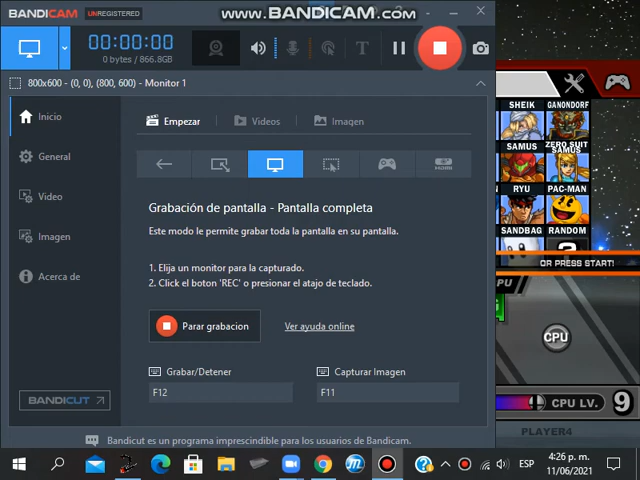 BANDICAM UNREGISTERED
WWW.BANDICAM.COM
00:00:00
0 bytes / 866.8GB
800x600 - (0, 0), (800, 600) - Monitor 1
Inicio
General
Video
Imagen
Acerca de
BANDICUT
Empezar
Videos
Imagen
Grabación de pantalla - Pantalla completa
Este modo le permite grabar toda la pantalla en su pantalla.
1. Elija un monitor para la capturado.
2. Click el boton 'REC' or presionar el atajo de teclado.
Parar grabacion
Ver ayuda online
Grabar/Detener
F12
Capturar Imagen
F11
Bandicut es un programa imprescindible para los usuarios de Bandicam.
SHEIK
GANONDORF
SAMUS
ZERO SUIT
SAMUS
RYU
PAC-MAN
SANDBAG
RANDOM
OR PRESS START!
PU
CPU
CPU LV. 9
PLAYER4
ESP
4:26 p. m.
11/06/2021